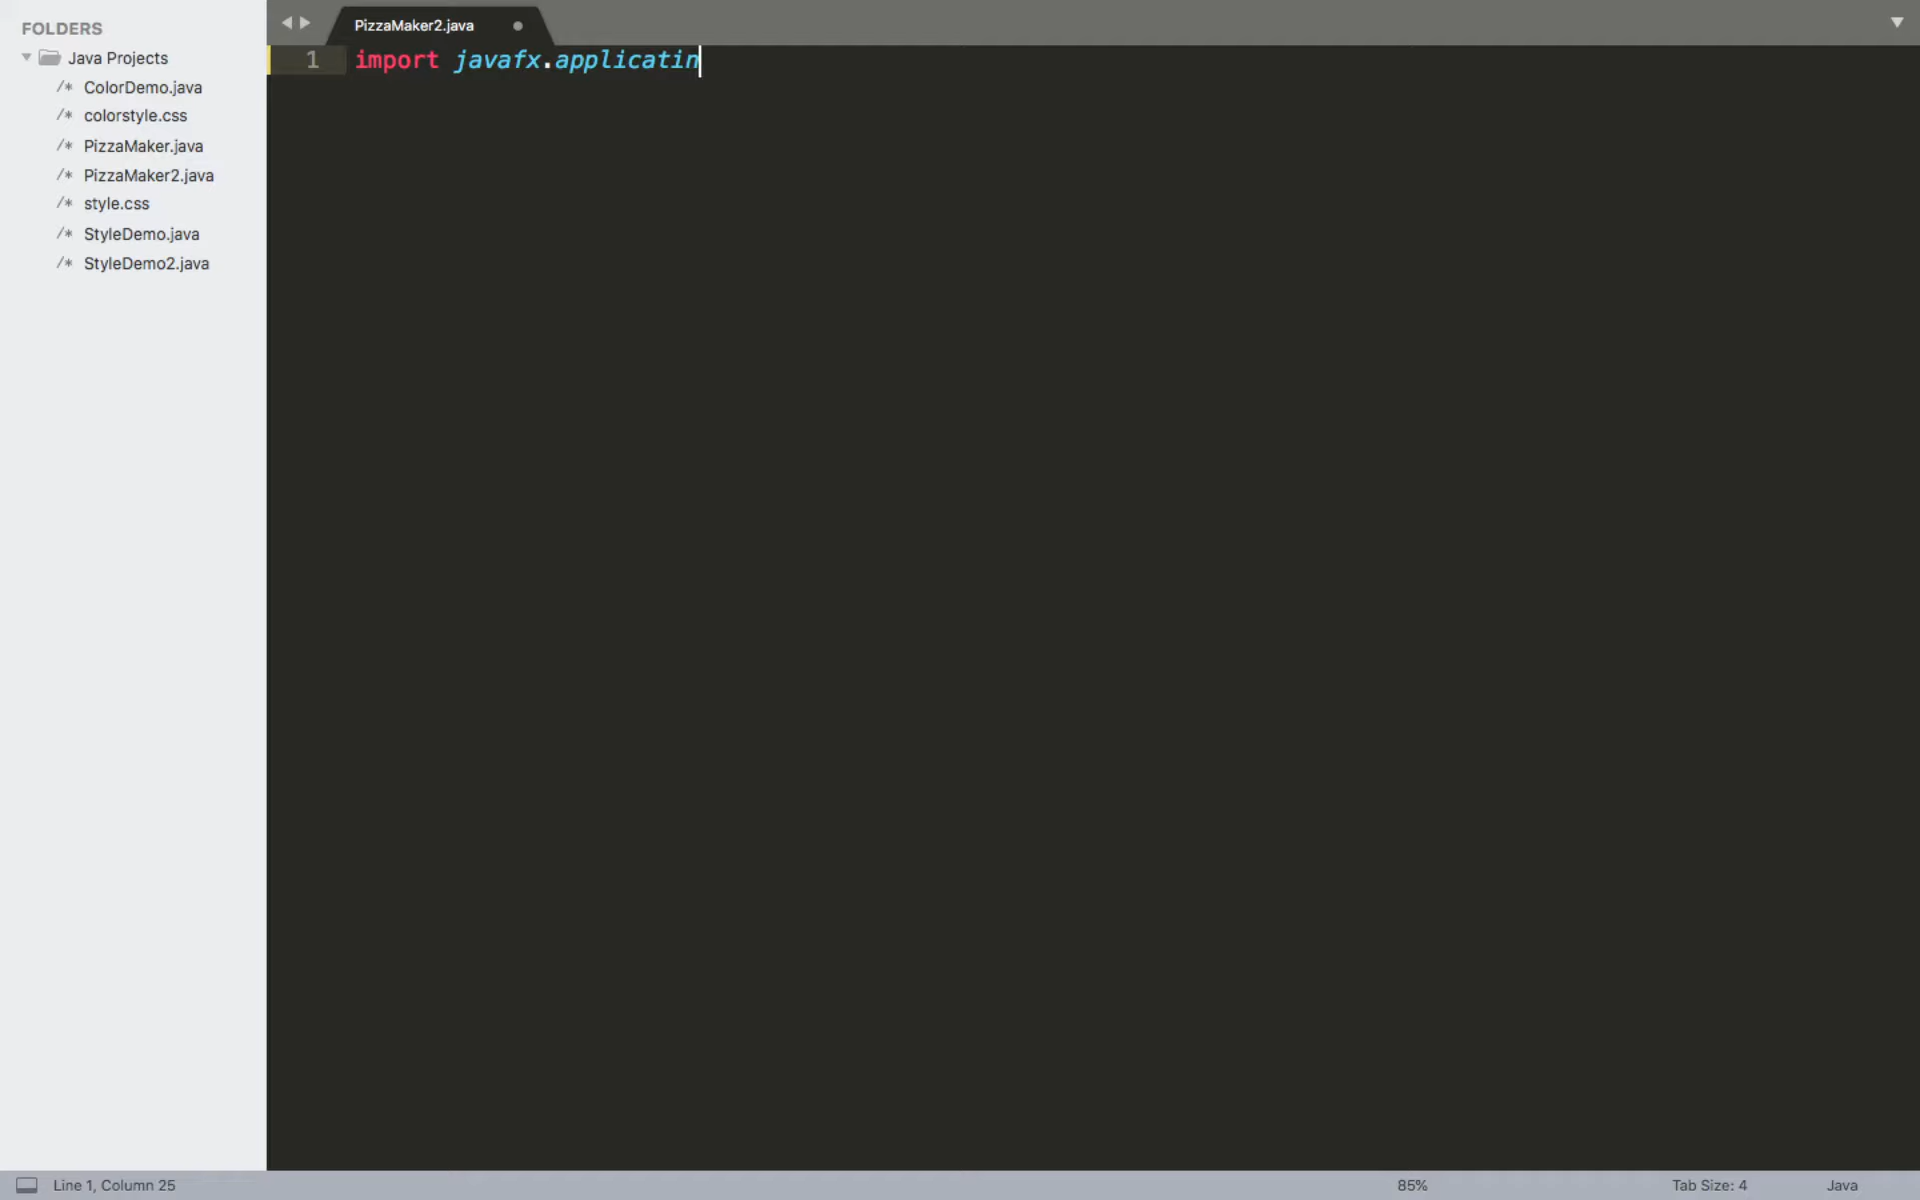 FOLDERS
Java Projects
/* ColorDemo.java
/* colorstyle.css
/* PizzaMaker.java
/* PizzaMaker2.java
/* style.css
/* StyleDemo.java
/* StyleDemo2.java
PizzaMaker2.java
1 import javafx.applicatin
Line 1, Column 25
85%
Tab Size: 4
Java